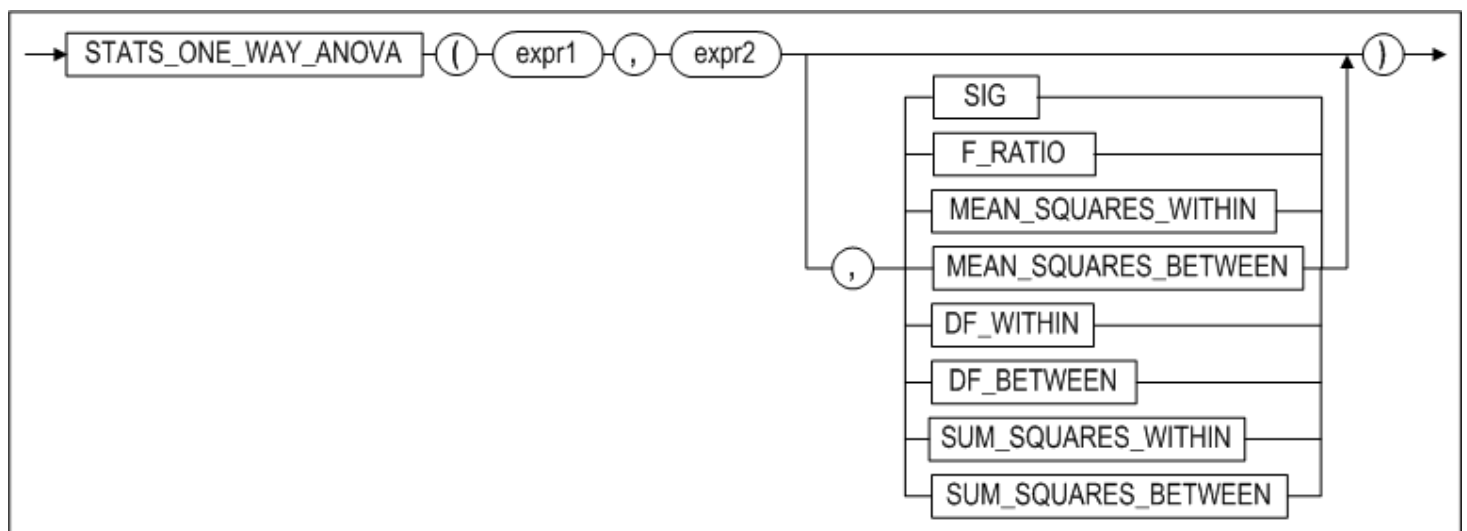 STATS_ONE_WAY_ANOVA ( expr1 , expr2 )
SIG
F_RATIO
MEAN_SQUARES_WITHIN
, MEAN_SQUARES_BETWEEN
DF_WITHIN
DF_BETWEEN
SUM_SQUARES_WITHIN
SUM_SQUARES_BETWEEN